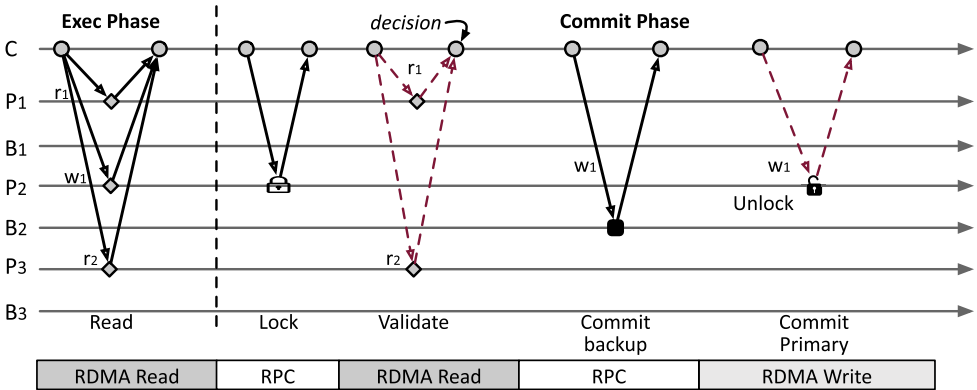 Exec Phase
decision
Commit Phase
C
r1
r1
P1
B1
w1
w1
w1
P2
Unlock
B2
r2
r2
P3
B3
Read
Lock
Validate
Commit
backup
Commit
Primary
RDMA Read
RPC
RDMA Read
RPC
RDMA Write